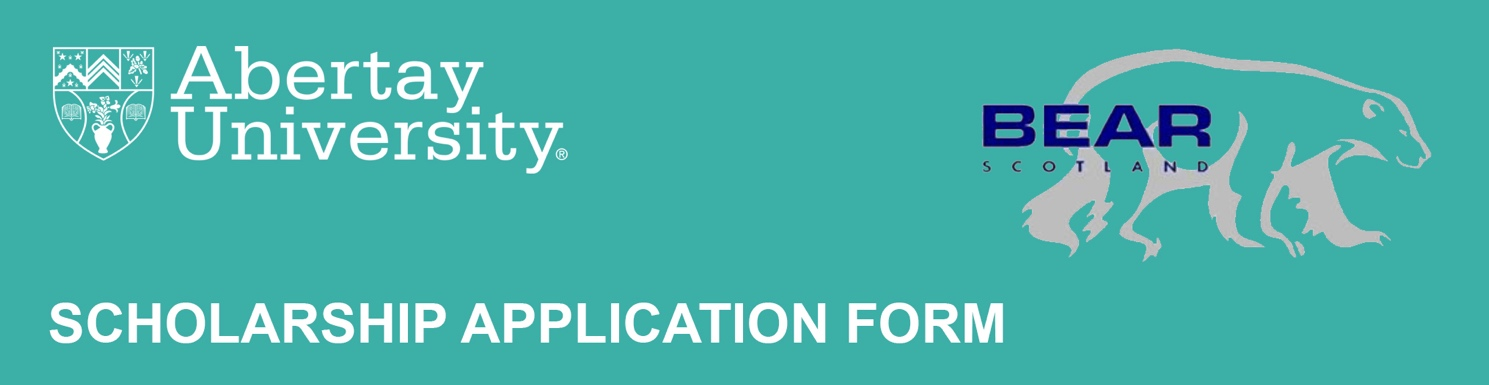 Abertay
University®
BEAR
SCOTLAND
SCHOLARSHIP APPLICATION FORM